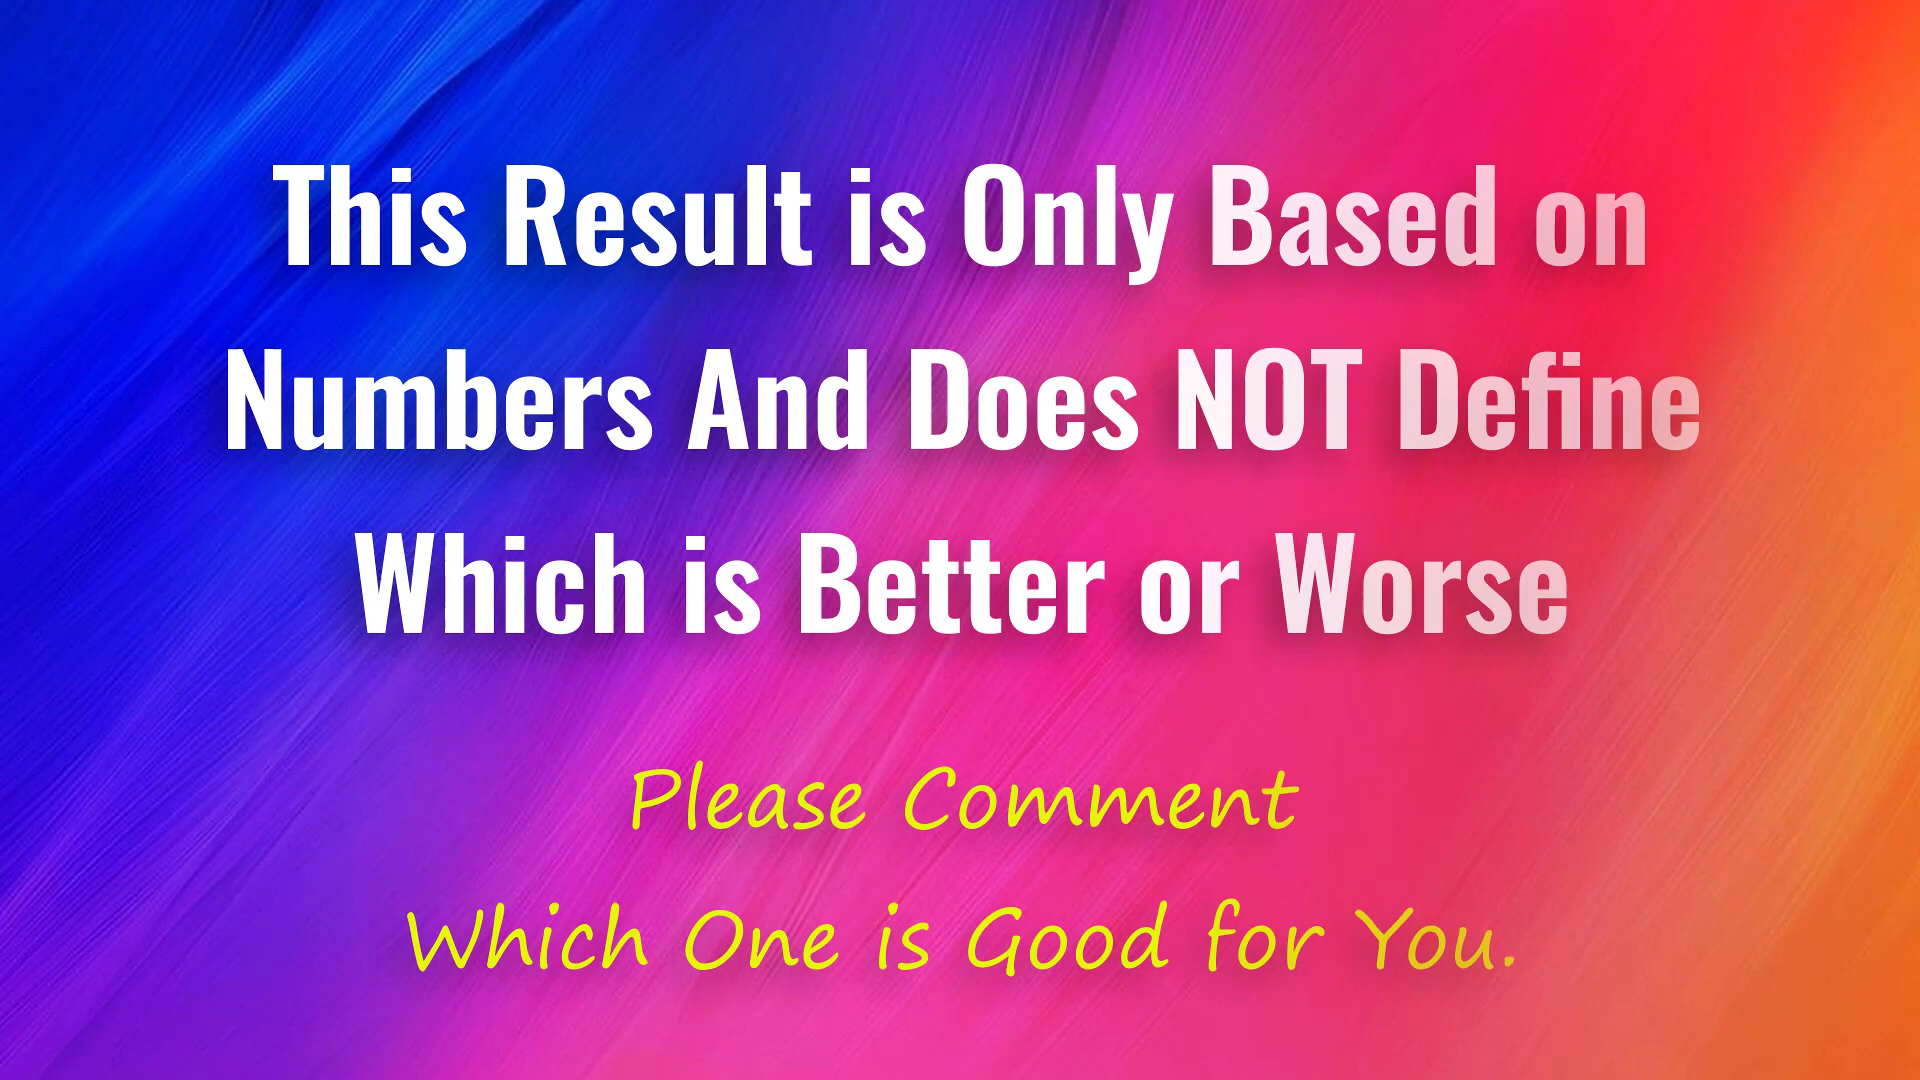 This Result is Only Based on
Numbers And Does NOT Define
Which is Better or Worse
Please Comment
Which One is Good for You.